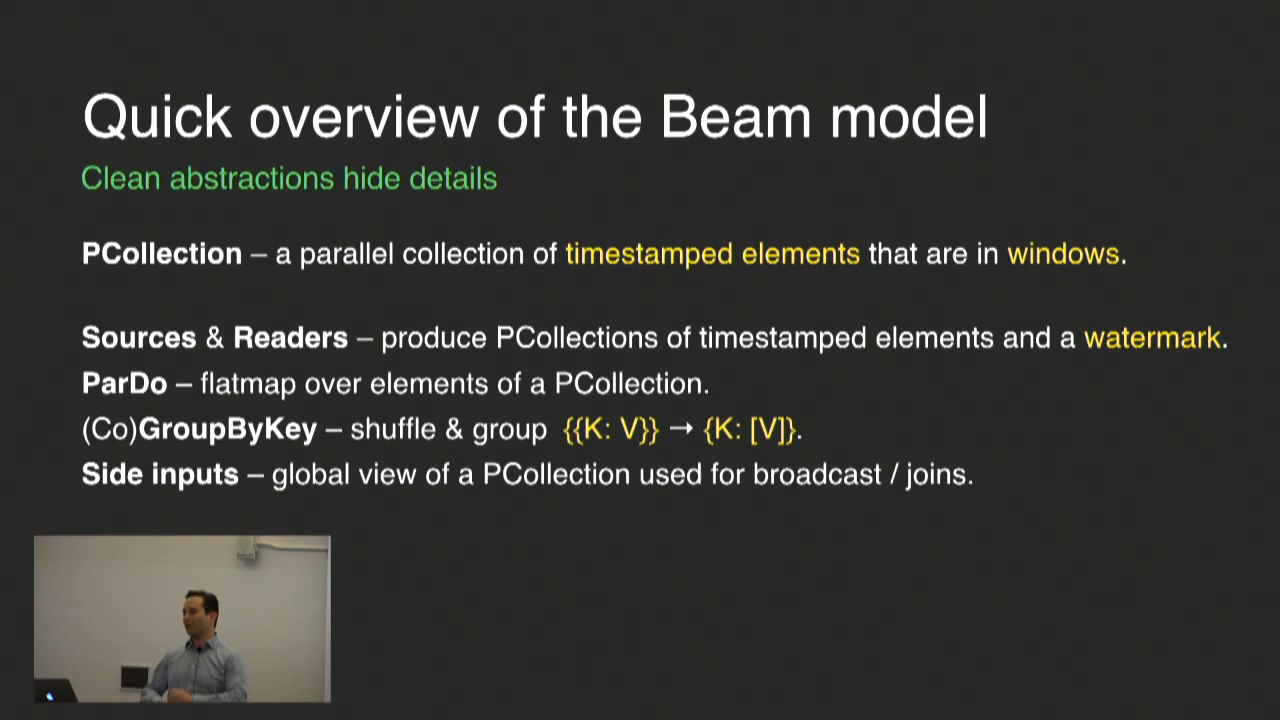 Quick overview of the Beam model
Clean abstractions hide details
PCollection – a parallel collection of timestamped elements that are in windows.
Sources & Readers – produce PCollections of timestamped elements and a watermark.
ParDo – flatmap over elements of a PCollection.
(Co)GroupByKey – shuffle & group {{K: V}} → {K: [V]}.
Side inputs – global view of a PCollection used for broadcast / joins.